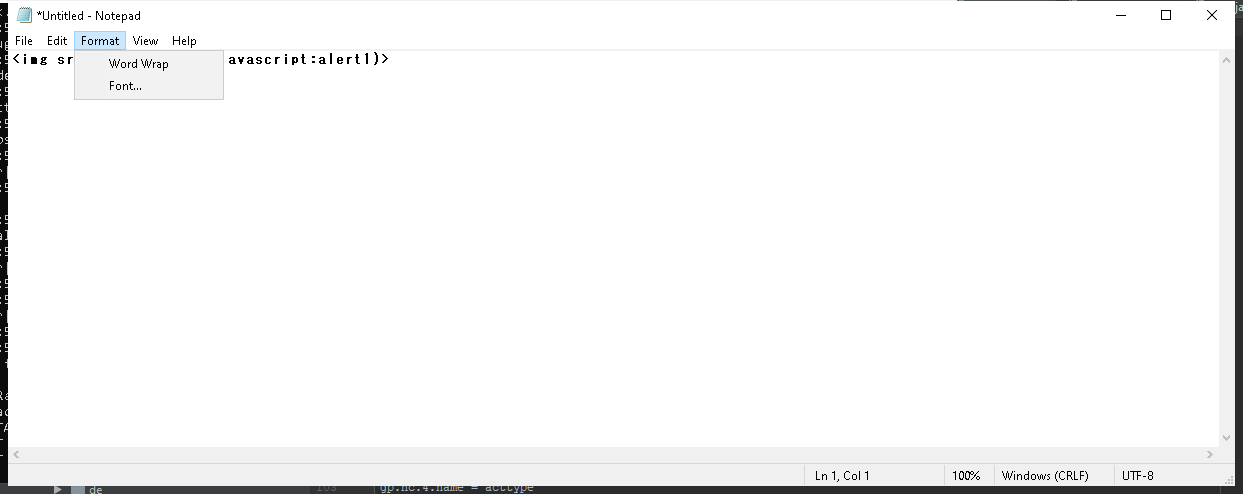 *Untitled - Notepad
File Edit Format View Help
<img sr avascript:alert1)>
Word Wrap
Font...
Ln 1, Col 1 100% Windows (CRLF) UTF-8
de 103 gp.nc.4.name = acctype